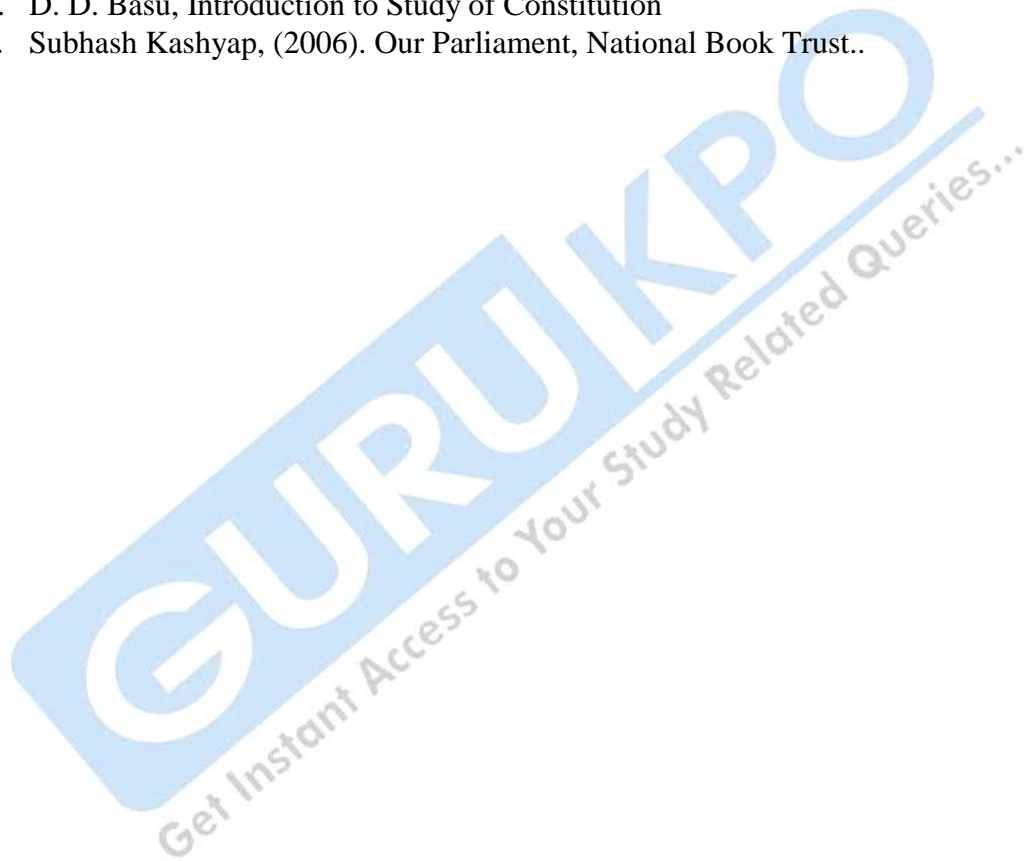 . D. D. Basu, Introduction to Study of Constitution
. Subhash Kashyap, (2006). Our Parliament, National Book Trust..
GURUKPO
Get Instant Access to Your Study Related Queries...